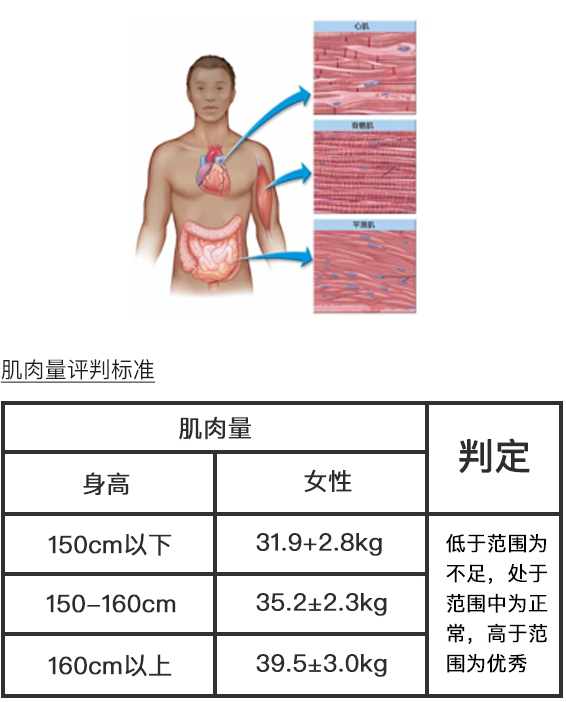 心肌
骨骼肌
平滑肌
肌肉量评判标准
肌肉量
判定
身高
女性
150cm以下
31.9+2.8kg
150-160cm
35.2±2.3kg
160cm以上
39.5±3.0kg
低于范围为
不足，处于
范围中为正
常，高于范
围为优秀